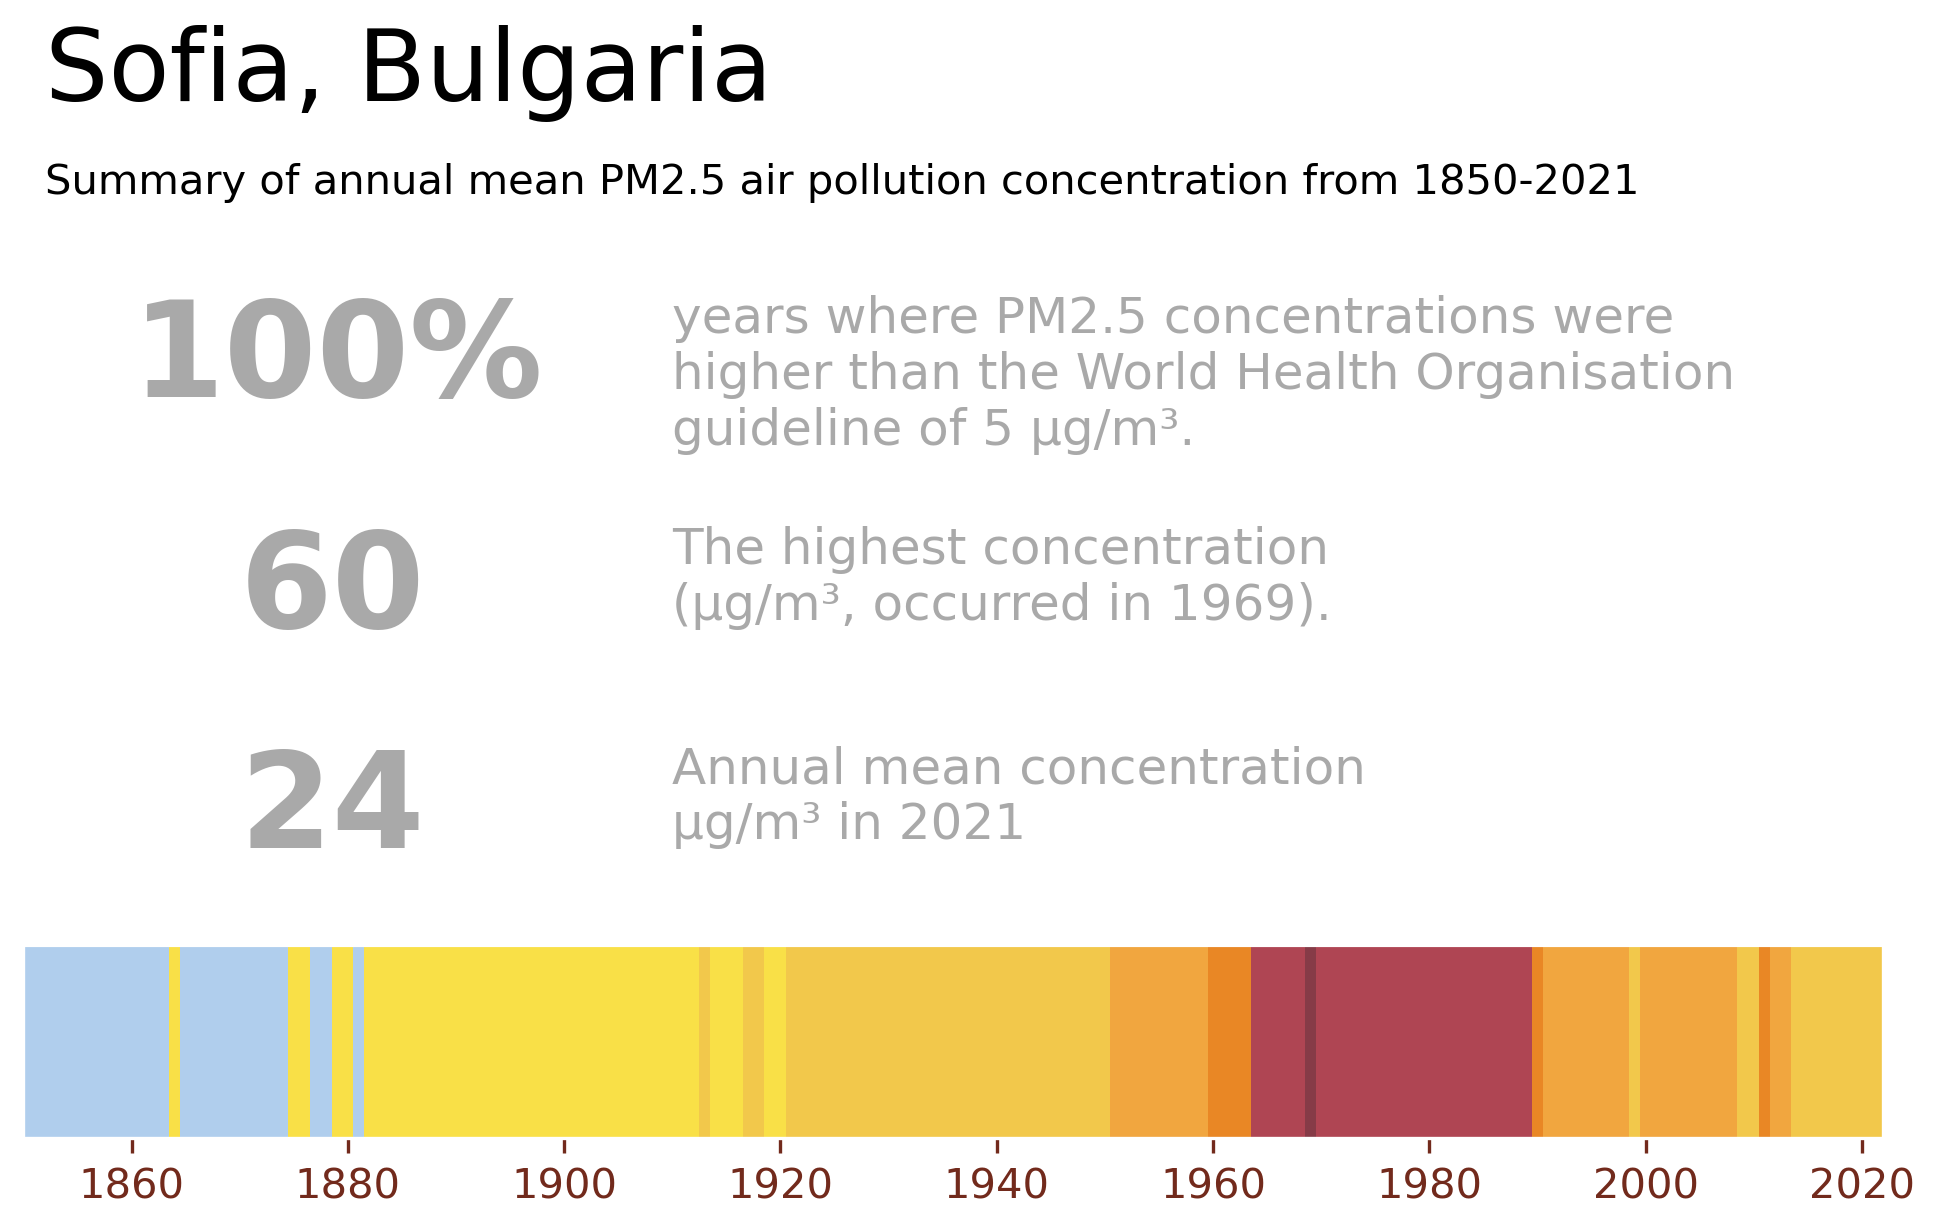 Sofia, Bulgaria
Summary of annual mean PM2.5 air pollution concentration from 1850-2021
100%
years where PM2.5 concentrations were
higher than the World Health Organisation
guideline of 5 µg/m³.
60
The highest concentration
(µg/m³, occurred in 1969).
24
Annual mean concentration
µg/m³ in 2021
1860 1880 1900 1920 1940 1960 1980 2000 2020